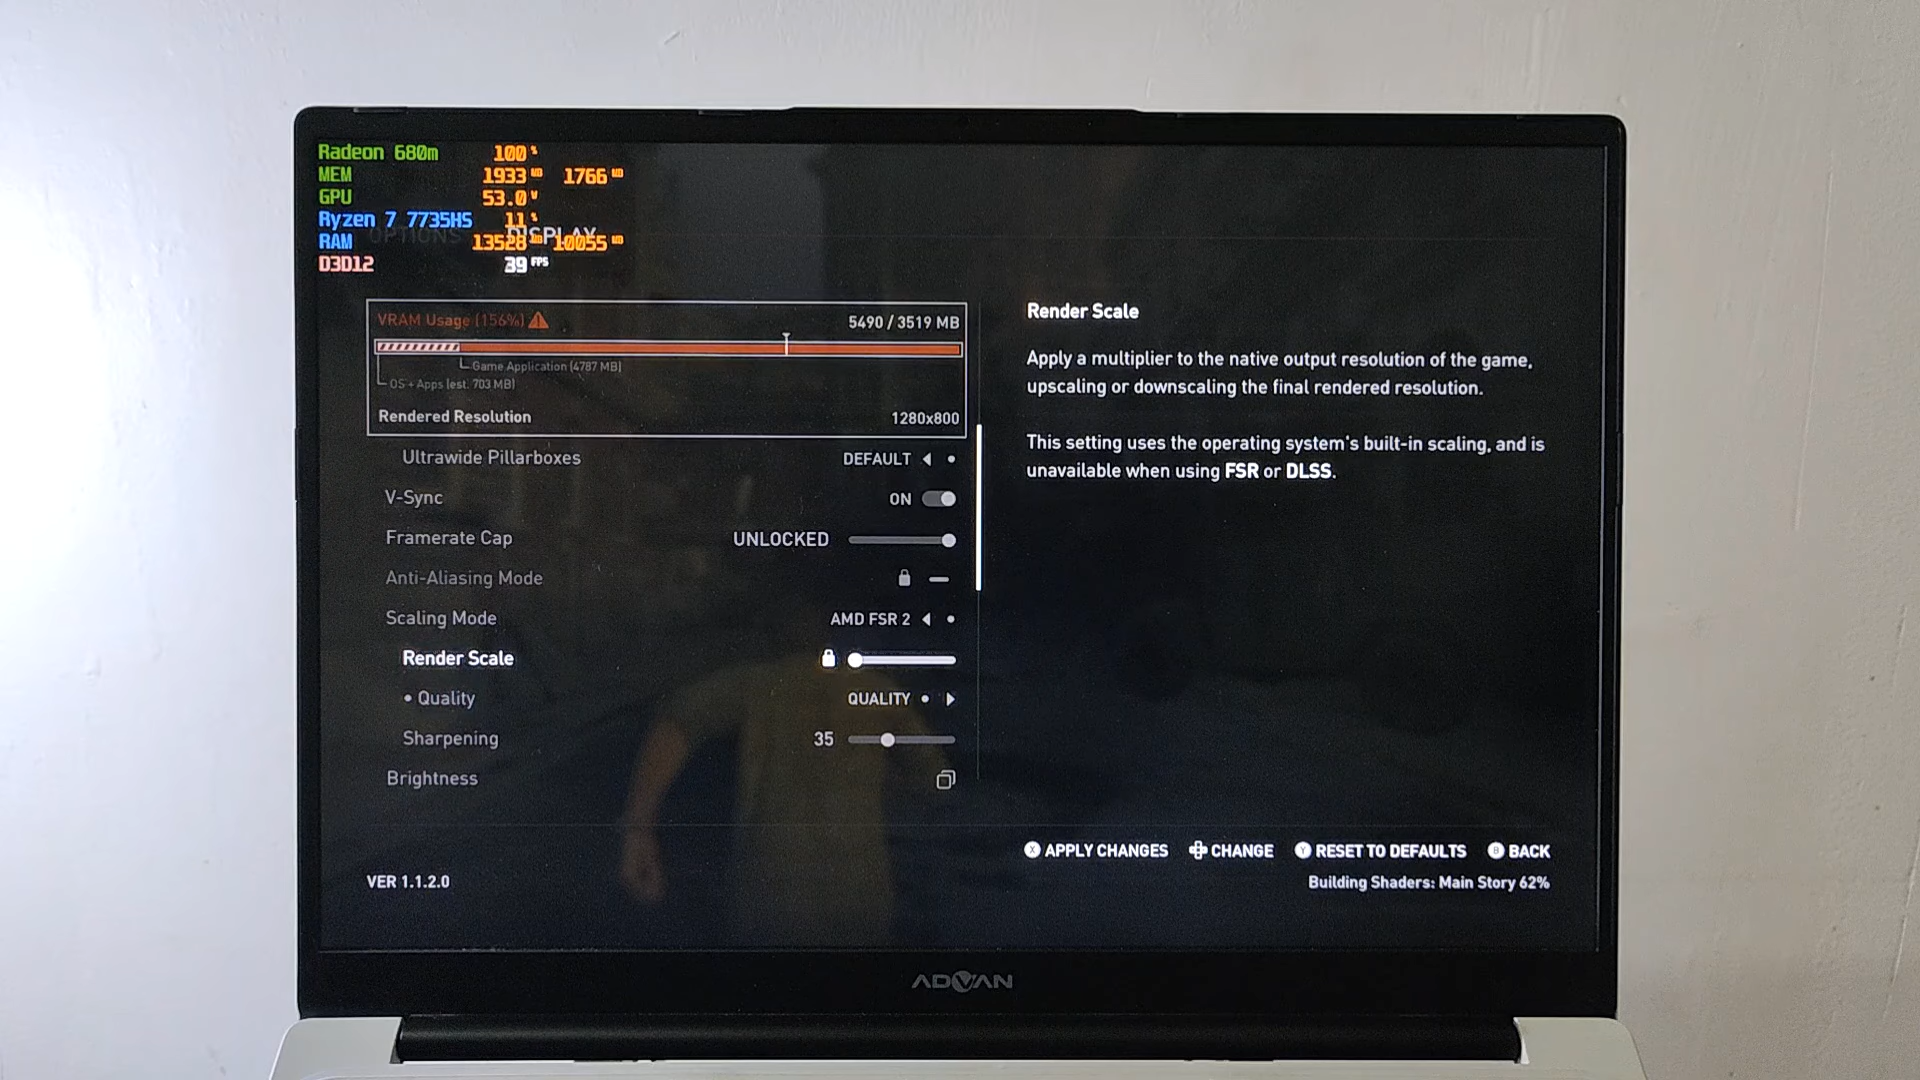 Radeon 680m 100 %
MEM 1933 MB 1766 MB
GPU 53.0 W
Ryzen 7 7735HS 11 %
OPTIONS DISPLAY
RAM 13528 MB 10055 MB
D3D12 39 FPS
VRAM Usage (156%) 5490 / 3519 MB
Game Application (4787 MB)
OS + Apps (est. 703 MB)
Rendered Resolution 1280x800
Ultrawide Pillarboxes DEFAULT
V-Sync ON
Framerate Cap UNLOCKED
Anti-Aliasing Mode
Scaling Mode AMD FSR 2
Render Scale
• Quality QUALITY
Sharpening 35
Brightness
Render Scale
Apply a multiplier to the native output resolution of the game,
upscaling or downscaling the final rendered resolution.
This setting uses the operating system's built-in scaling, and is
unavailable when using FSR or DLSS.
X APPLY CHANGES CHANGE Y RESET TO DEFAULTS B BACK
VER 1.1.2.0
Building Shaders: Main Story 62%
ADVAN